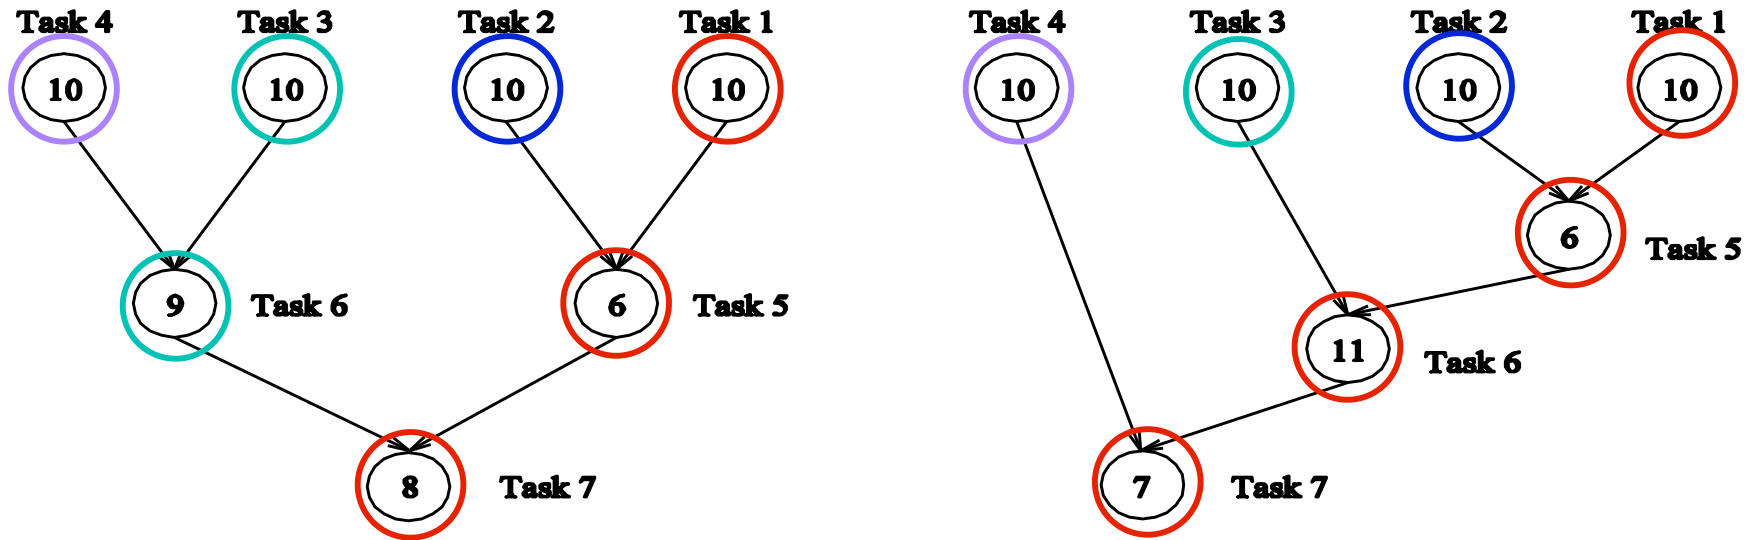 Task 4 Task 3 Task 2 Task 1
10 10 10 10
9 Task 6 6 Task 5
8 Task 7
Task 4 Task 3 Task 2 Task 1
10 10 10 10
6 Task 5
11 Task 6
7 Task 7